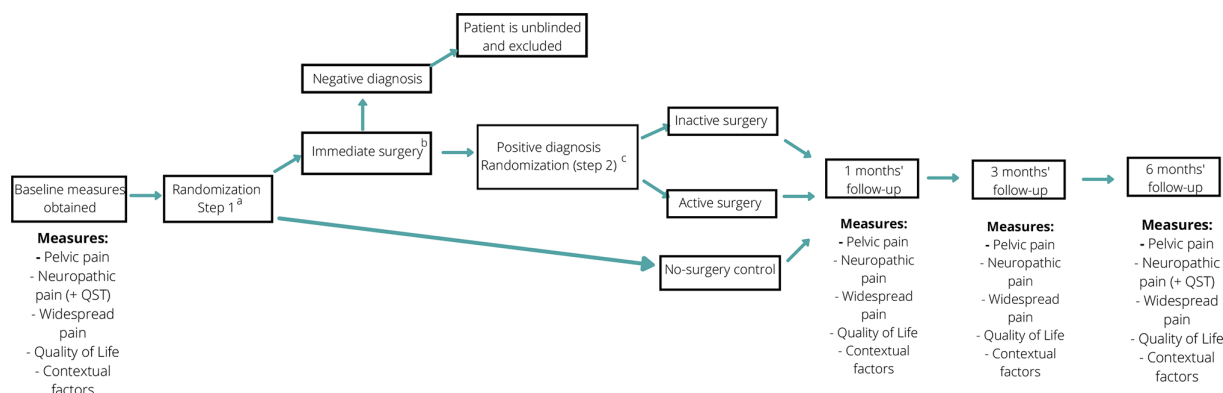 Patient is unblinded
and excluded
Negative diagnosis
Immediate surgery b
Positive diagnosis
Randomization (step 2) c
Inactive surgery
Active surgery
No-surgery control
Baseline measures
obtained
Randomization
Step 1 a
1 months'
follow-up
3 months'
follow-up
6 months'
follow-up
Measures:
- Pelvic pain
- Neuropathic
pain (+ QST)
- Widespread
pain
- Quality of Life
- Contextual
factors
Measures:
- Pelvic pain
- Neuropathic
pain
- Widespread
pain
- Quality of Life
- Contextual
factors
Measures:
- Pelvic pain
- Neuropathic
pain
- Widespread
pain
- Quality of Life
- Contextual
factors
Measures:
- Pelvic pain
- Neuropathic
pain (+ QST)
- Widespread
pain
- Quality of Life
- Contextual
factors